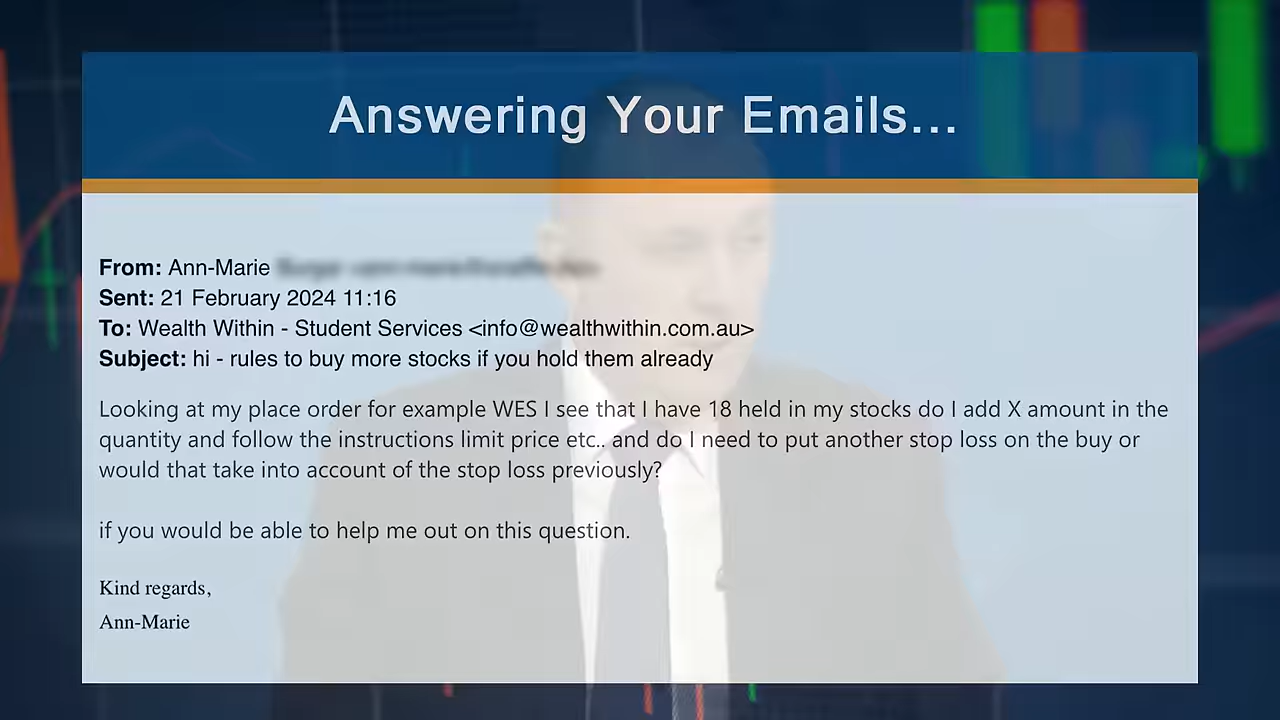 Answering Your Emails...
From: Ann-Marie
Sent: 21 February 2024 11:16
To: Wealth Within - Student Services <info@wealthwithin.com.au>
Subject: hi - rules to buy more stocks if you hold them already
Looking at my place order for example WES I see that I have 18 held in my stocks do I add X amount in the
quantity and follow the instructions limit price etc.. and do I need to put another stop loss on the buy or
would that take into account of the stop loss previously?
if you would be able to help me out on this question.
Kind regards,
Ann-Marie